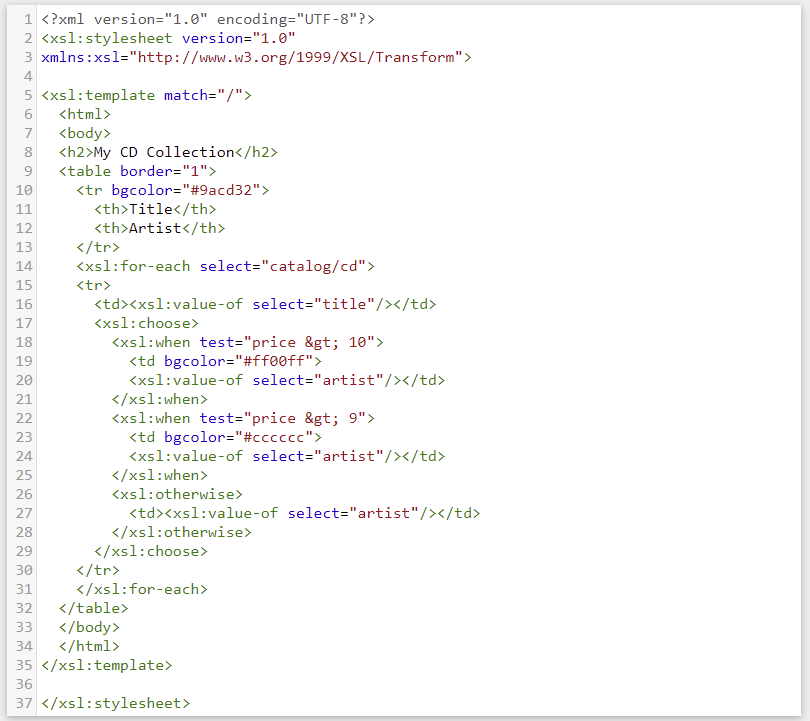 1 <?xml version="1.0" encoding="UTF-8"?>
2 <xsl:stylesheet version="1.0"
3 xmlns:xsl="http://www.w3.org/1999/XSL/Transform">
4
5 <xsl:template match="/">
6   <html>
7   <body>
8   <h2>My CD Collection</h2>
9   <table border="1">
10     <tr bgcolor="#9acd32">
11       <th>Title</th>
12       <th>Artist</th>
13     </tr>
14     <xsl:for-each select="catalog/cd">
15     <tr>
16       <td><xsl:value-of select="title"/></td>
17       <xsl:choose>
18         <xsl:when test="price &gt; 10">
19           <td bgcolor="#ff00ff">
20           <xsl:value-of select="artist"/></td>
21         </xsl:when>
22         <xsl:when test="price &gt; 9">
23           <td bgcolor="#cccccc">
24           <xsl:value-of select="artist"/></td>
25         </xsl:when>
26         <xsl:otherwise>
27           <td><xsl:value-of select="artist"/></td>
28         </xsl:otherwise>
29       </xsl:choose>
30     </tr>
31     </xsl:for-each>
32   </table>
33   </body>
34   </html>
35 </xsl:template>
36
37 </xsl:stylesheet>